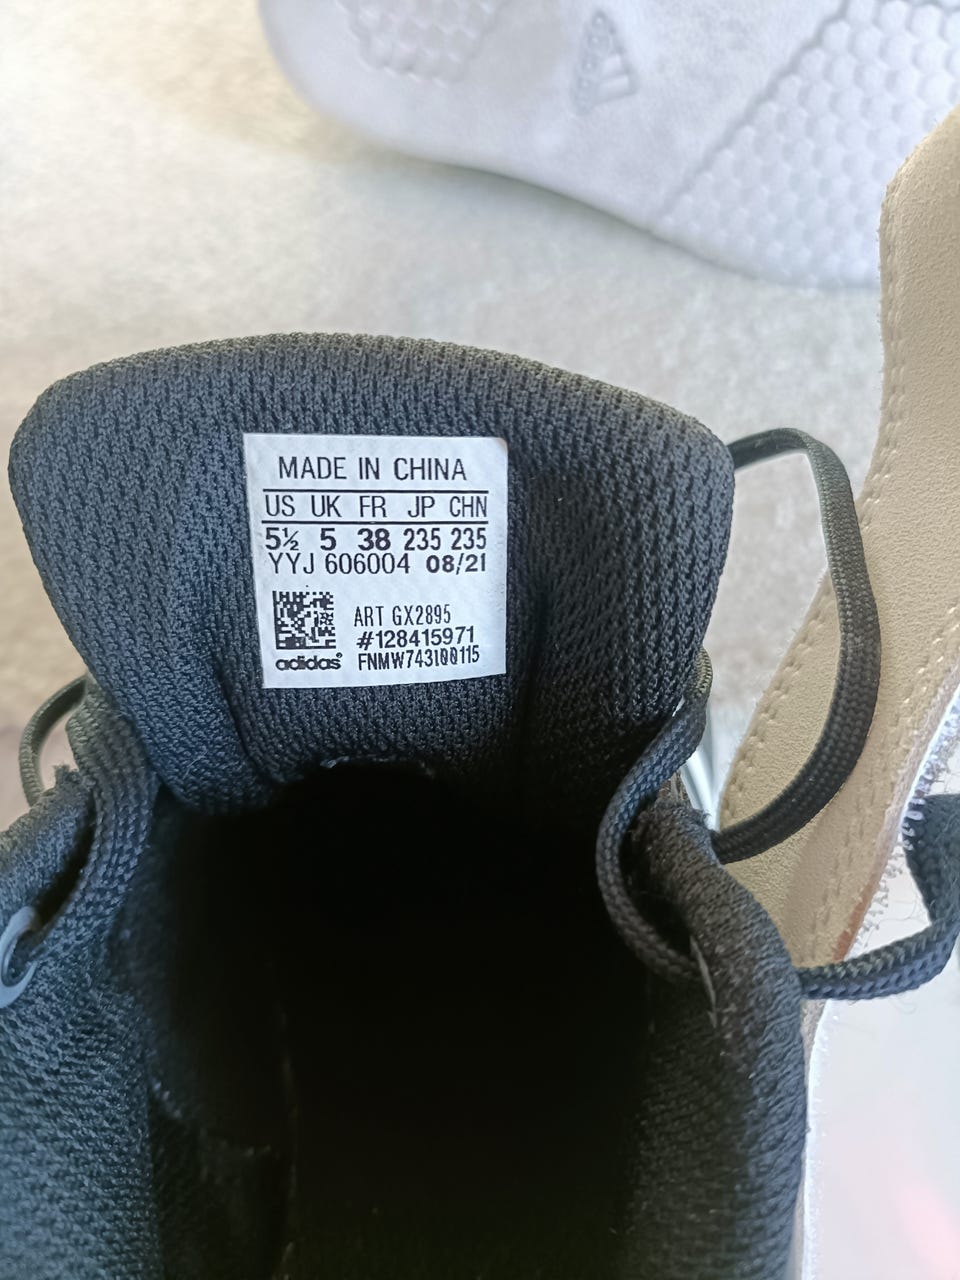 MADE IN CHINA
US UK FR JP CHN
5½ 5 38 235 235
YYJ 606004 08/21
ART GX2895
#128415971
adidas® FNMW743100115